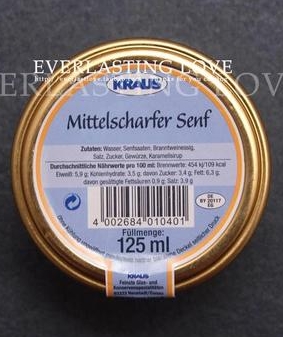 EVERLASTING LOVE
EVERLASTING LOVE
KRAUS
Mittelscharfer Senf
Zutaten: Wasser, Senfsaaten, Branntweinessig,
Salz, Zucker, Gewürze, Karamellsirup
Durchschnittliche Nährwerte pro 100 ml: Brennwerte: 454 kj/109 kcal
Eiweiß: 5,9 g; Kohlenhydrate: 3,5 g, davon Zucker: 3,4 g; Fett: 6,3 g,
davon gesättigte Fettsäuren: 0,9 g; Salz: 3,9 g
DE
BY 20117
EG
4 002684 010401
Füllmenge:
125 ml
KRAUS
Feinste Glas- und
Konservenspezialitäten